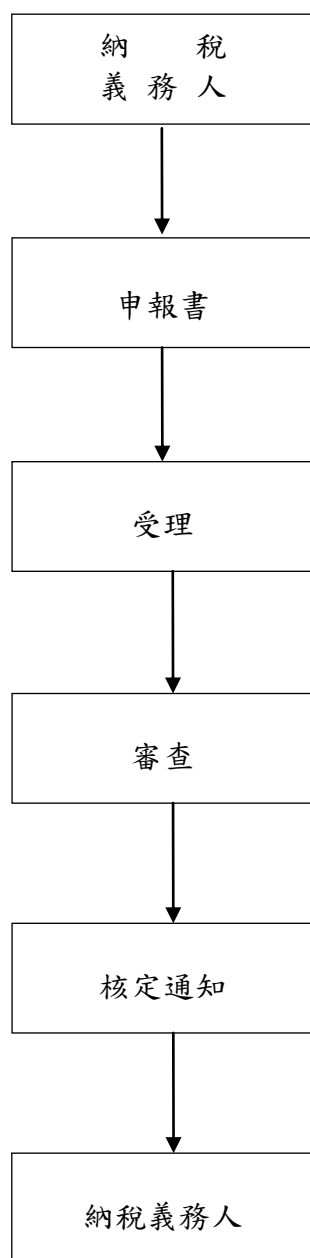 納　　稅
義 務 人
申報書
受理
審查
核定通知
納稅義務人